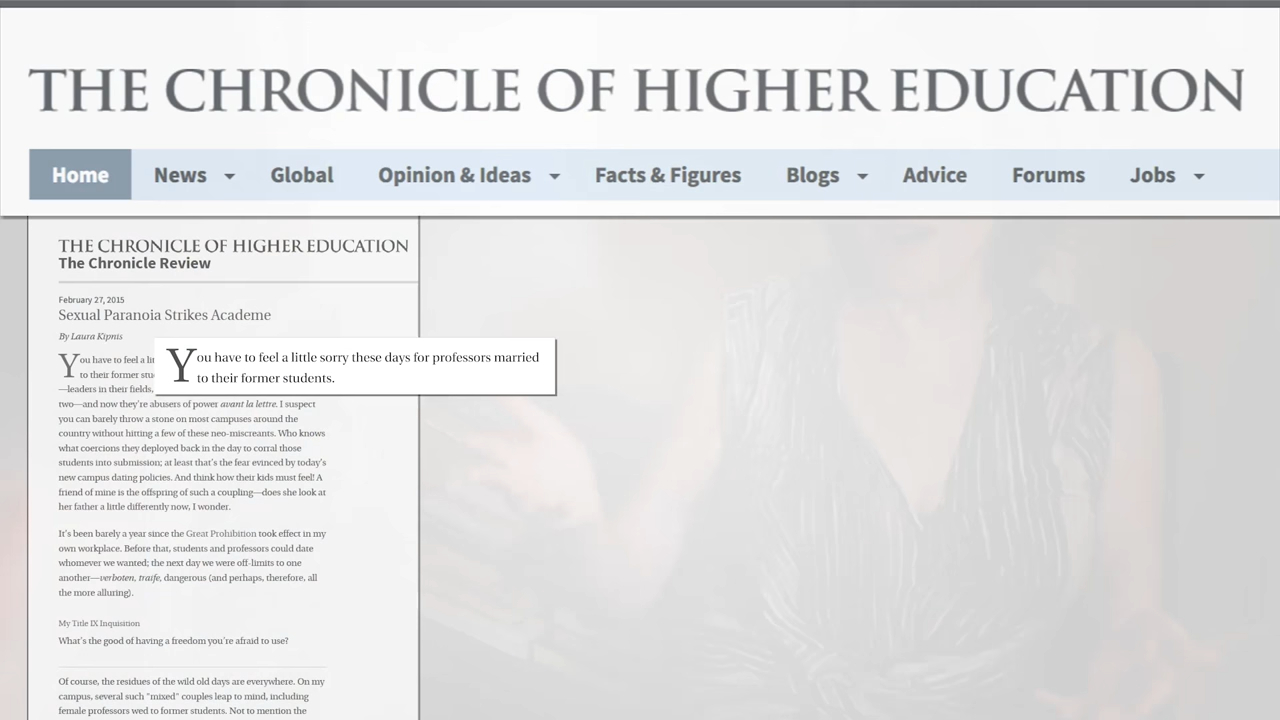 THE CHRONICLE OF HIGHER EDUCATION
Home News Global Opinion & Ideas Facts & Figures Blogs Advice Forums Jobs
THE CHRONICLE OF HIGHER EDUCATION
The Chronicle Review
February 27, 2015
Sexual Paranoia Strikes Academe
By Laura Kipnis
You have to feel a little sorry these days for professors married
to their former students.
You have to feel a
to their former
—leaders in their fields,
two—and now they're abusers of power avant la lettre. I suspect
you can barely throw a stone on most campuses around the
country without hitting a few of these neo-miscreants. Who knows
what coercions they deployed back in the day to corral those
students into submission; at least that's the fear evinced by today's
new campus dating policies. And think how their kids must feel! A
friend of mine is the offspring of such a coupling—does she look at
her father a little differently now, I wonder.
It's been barely a year since the Great Prohibition took effect in my
own workplace. Before that, students and professors could date
whomever we wanted; the next day we were off-limits to one
another—verboten, traife, dangerous (and perhaps, therefore, all
the more alluring).
My Title IX Inquisition
What's the good of having a freedom you're afraid to use?
Of course, the residues of the wild old days are everywhere. On my
campus, several such "mixed" couples leap to mind, including
female professors wed to former students. Not to mention the